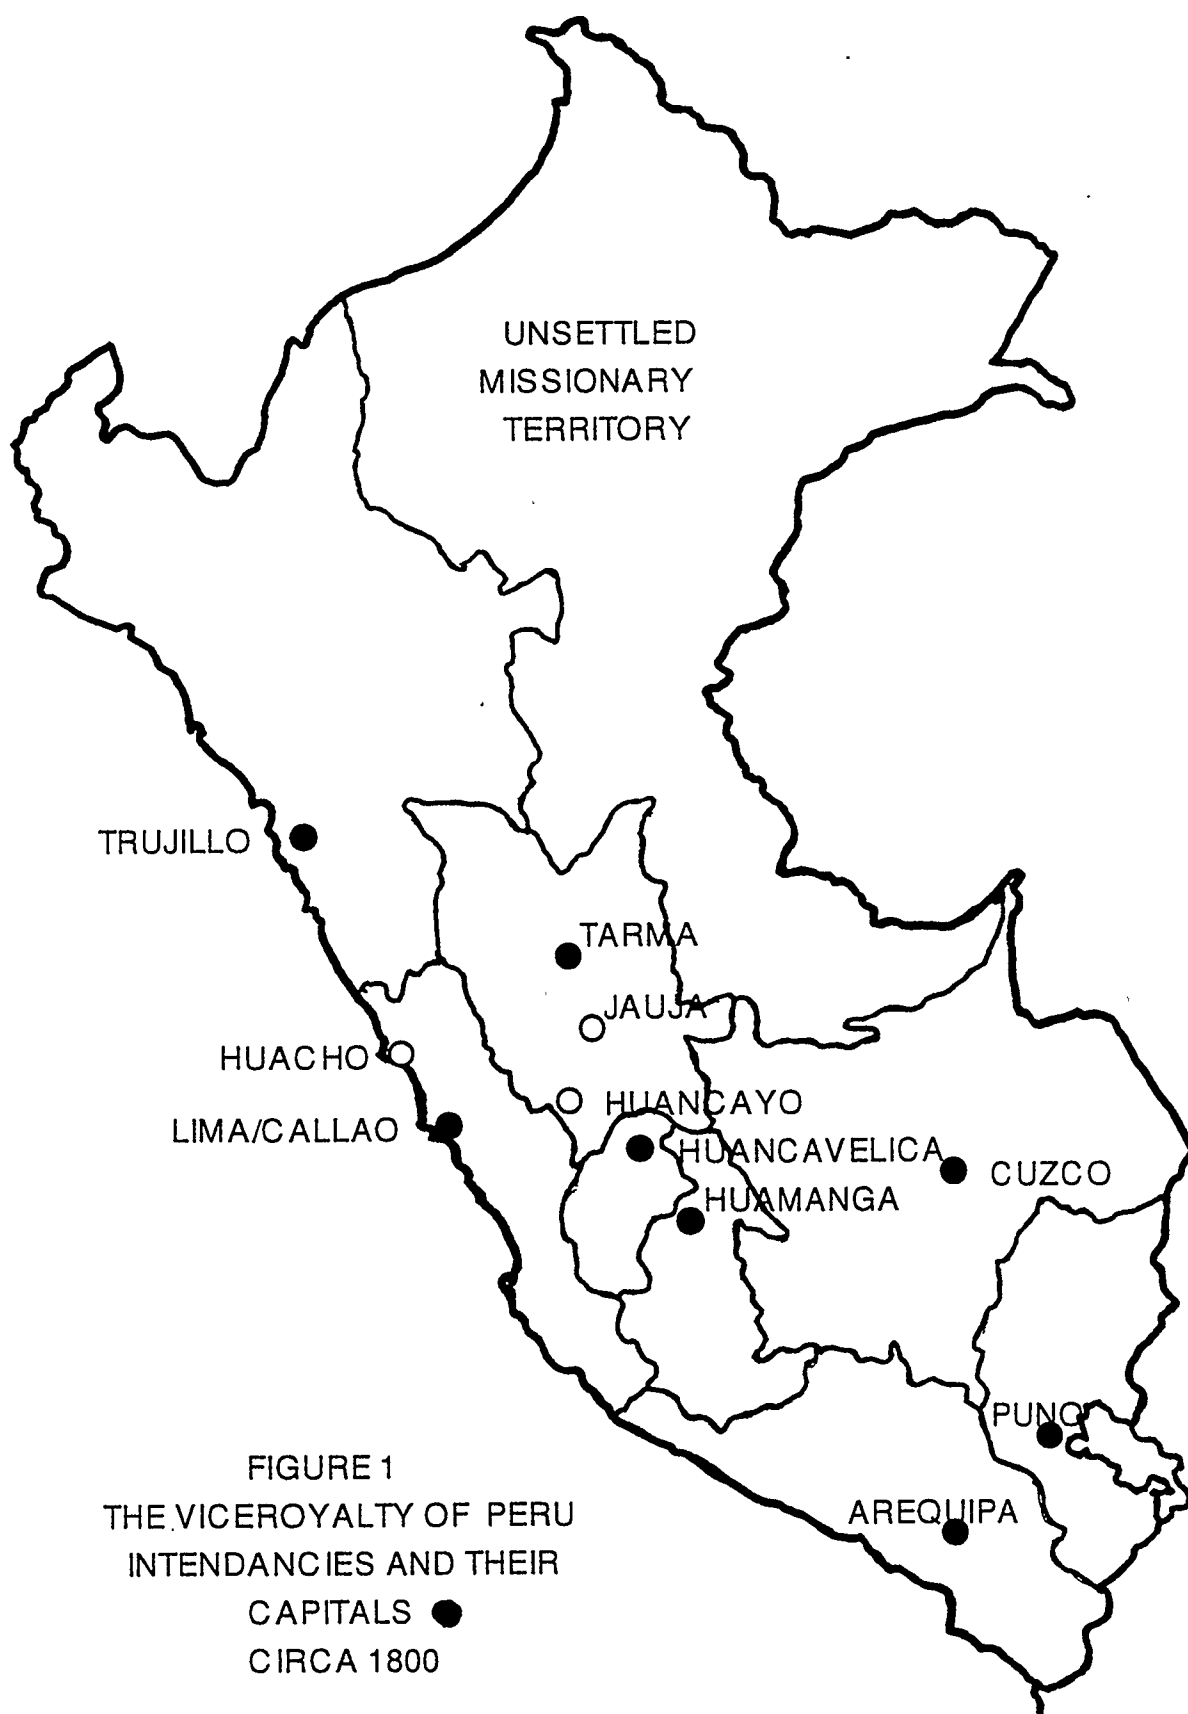 UNSETTLED
MISSIONARY
TERRITORY
TRUJILLO
TARMA
JAUJA
HUACHO
HUANCAYO
LIMA/CALLAO
HUANCAVELICA
CUZCO
HUAMANGA
PUNO
AREQUIPA
FIGURE 1
THE VICEROYALTY OF PERU
INTENDANCIES AND THEIR
CAPITALS
CIRCA 1800